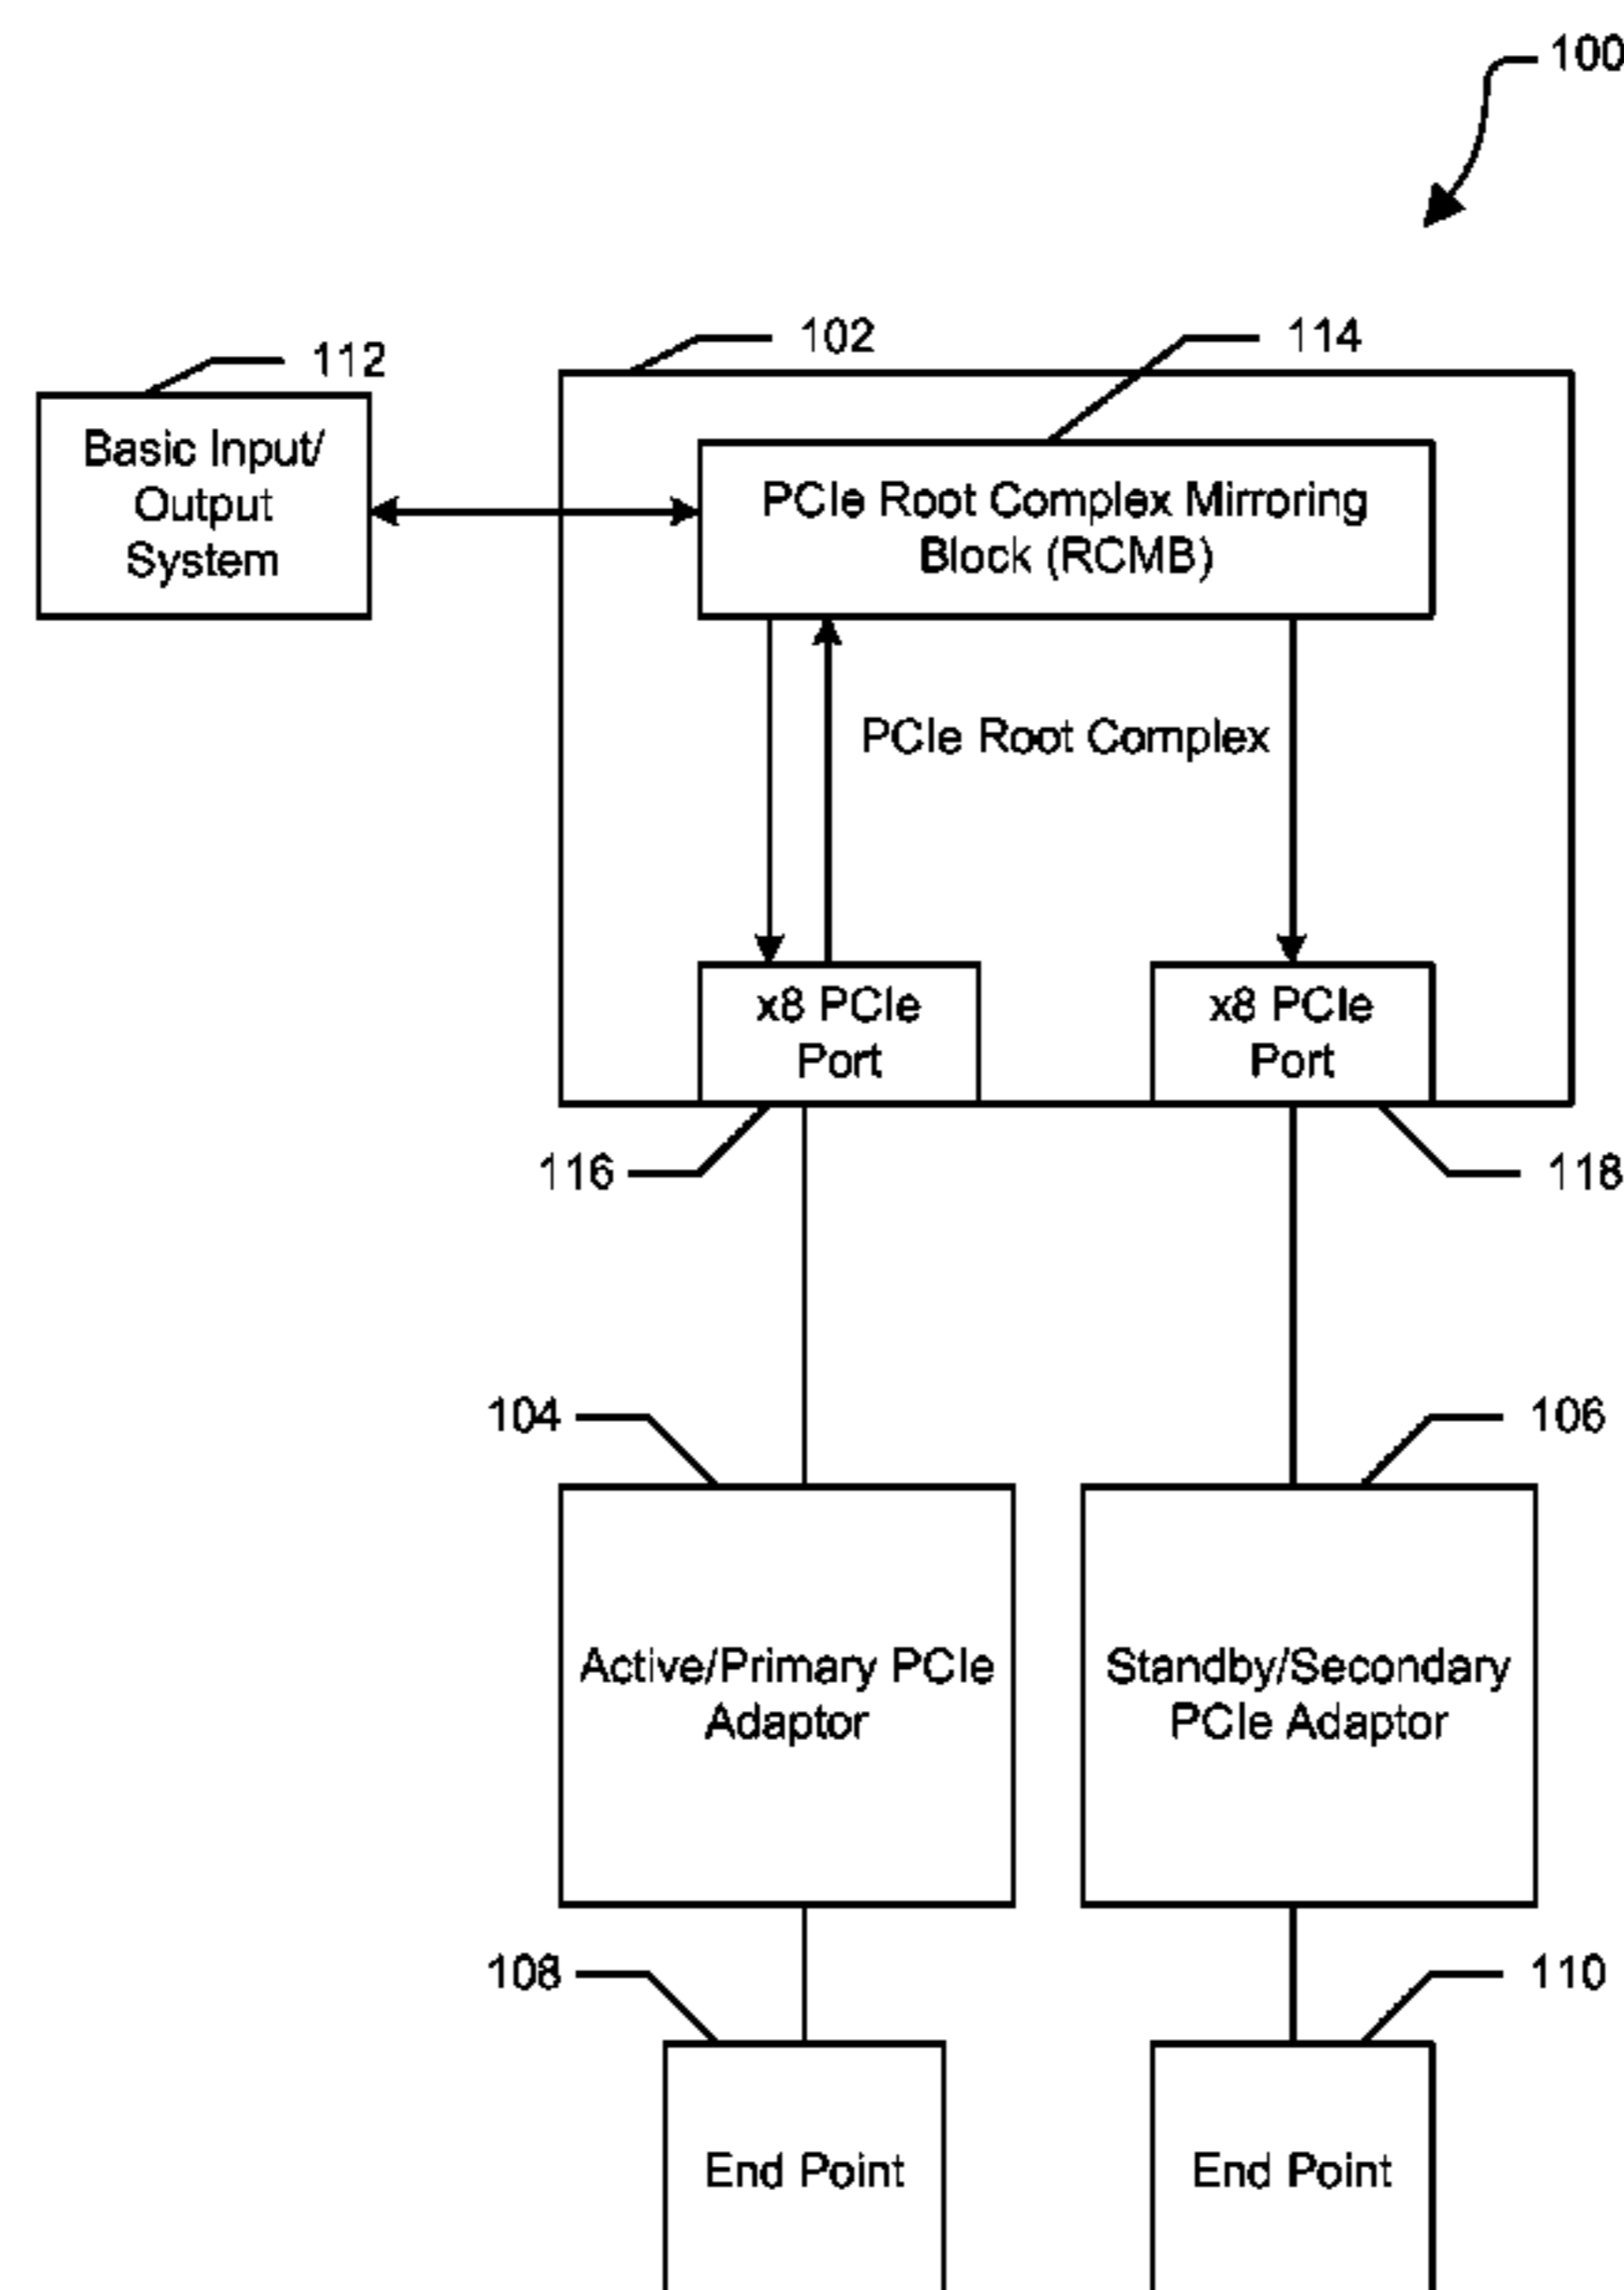 100
102
114
112
Basic Input/
Output
System
PCIe Root Complex Mirroring
Block (RCMB)
PCIe Root Complex
x8 PCIe
Port
x8 PCIe
Port
116
118
104
106
Active/Primary PCIe
Adaptor
Standby/Secondary
PCIe Adaptor
108
110
End Point
End Point